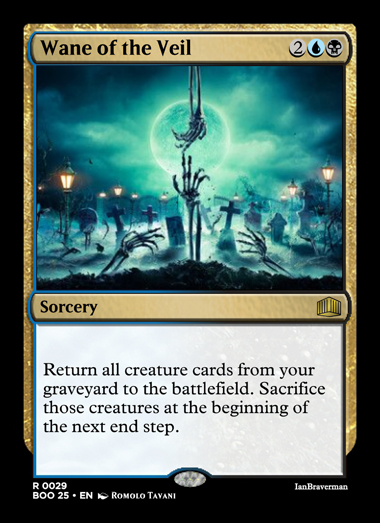 Wane of the Veil 2
Sorcery
Return all creature cards from your
graveyard to the battlefield. Sacrifice
those creatures at the beginning of
the next end step.
R 0029
BOO 25 • EN Romolo Tavani
IanBraverman